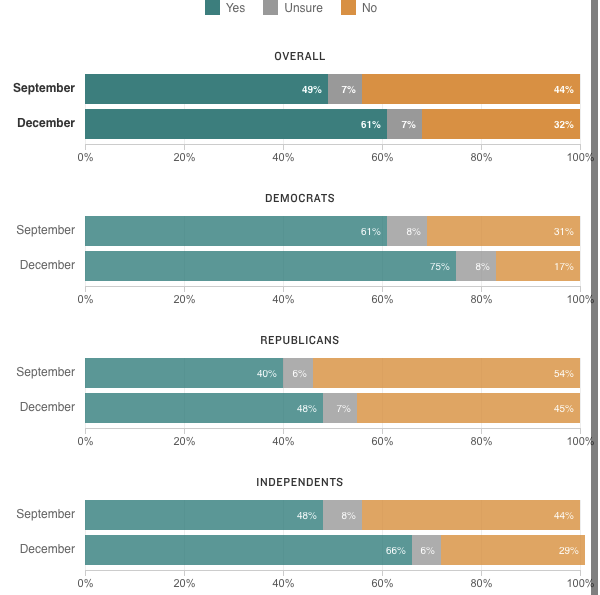 Yes Unsure No
OVERALL
September 49% 7% 44%
December 61% 7% 32%
0% 20% 40% 60% 80% 100%
DEMOCRATS
September 61% 8% 31%
December 75% 8% 17%
0% 20% 40% 60% 80% 100%
REPUBLICANS
September 40% 6% 54%
December 48% 7% 45%
0% 20% 40% 60% 80% 100%
INDEPENDENTS
September 48% 8% 44%
December 66% 6% 29%
0% 20% 40% 60% 80% 100%